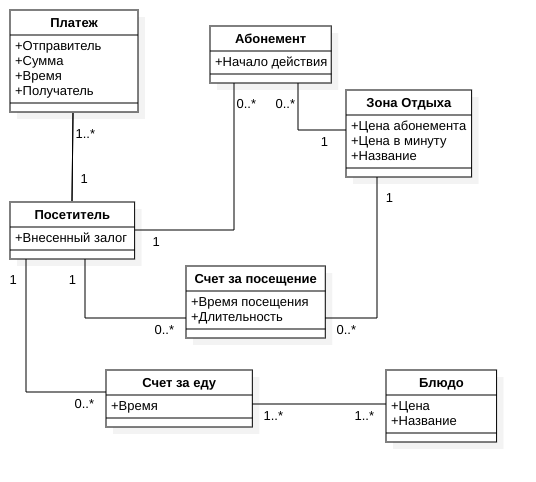 Платеж
+Отправитель
+Сумма
+Время
+Получатель
Абонемент
+Начало действия
0..*
0..*
Зона Отдыха
+Цена абонемента
+Цена в минуту
+Название
1..*
1
1
1
Посетитель
+Внесенный залог
1
1
1
Счет за посещение
+Время посещения
+Длительность
0..*
0..*
Счет за еду
+Время
0..*
1..*
1..*
Блюдо
+Цена
+Название